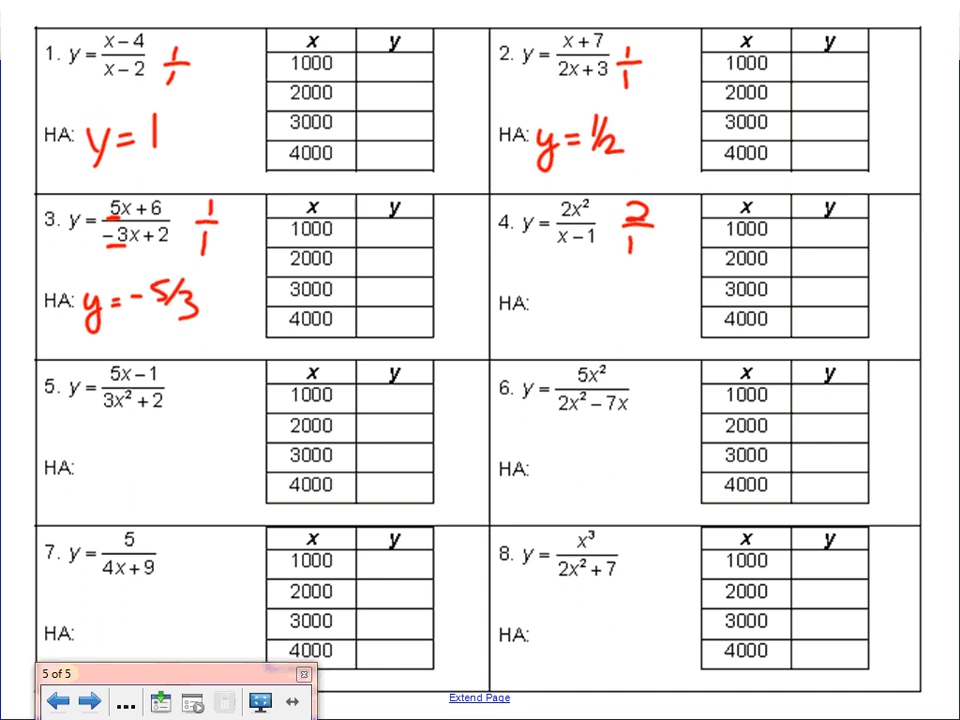 1. y = (x − 4)/(x − 2) 1/1
HA: y = 1
x y
1000
2000
3000
4000
2. y = (x + 7)/(2x + 3) 1/1
HA: y = 1/2
x y
1000
2000
3000
4000
3. y = (5x + 6)/(−3x + 2) 1/1
HA: y = - 5/3
x y
1000
2000
3000
4000
4. y = 2x²/(x − 1) 2/1
HA:
x y
1000
2000
3000
4000
5. y = (5x − 1)/(3x² + 2)
HA:
x y
1000
2000
3000
4000
6. y = 5x²/(2x² − 7x)
HA:
x y
1000
2000
3000
4000
7. y = 5/(4x + 9)
HA:
x y
1000
2000
3000
4000
8. y = x³/(2x² + 7)
HA:
x y
1000
2000
3000
4000
5 of 5
Extend Page